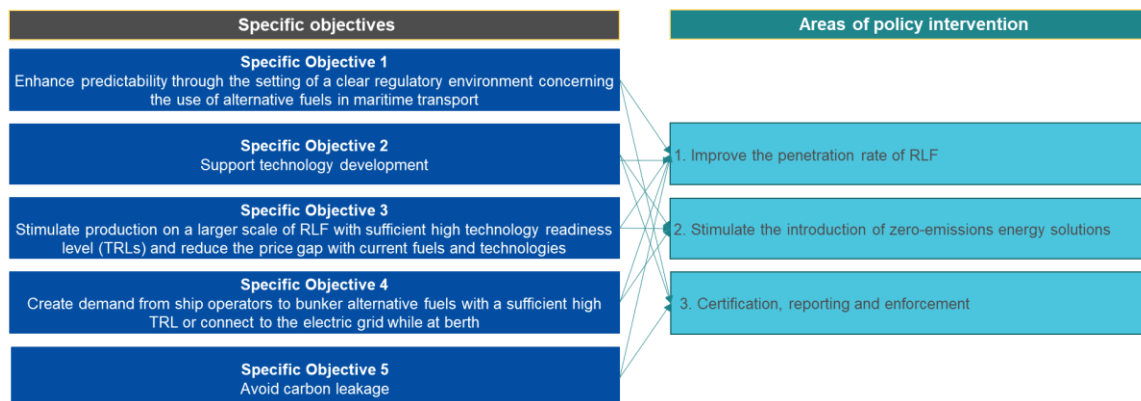 Specific objectives
Areas of policy intervention
Specific Objective 1
Enhance predictability through the setting of a clear regulatory environment concerning
the use of alternative fuels in maritime transport
Specific Objective 2
Support technology development
Specific Objective 3
Stimulate production on a larger scale of RLF with sufficient high technology readiness
level (TRLs) and reduce the price gap with current fuels and technologies
Specific Objective 4
Create demand from ship operators to bunker alternative fuels with a sufficient high
TRL or connect to the electric grid while at berth
Specific Objective 5
Avoid carbon leakage
1. Improve the penetration rate of RLF
2. Stimulate the introduction of zero-emissions energy solutions
3. Certification, reporting and enforcement